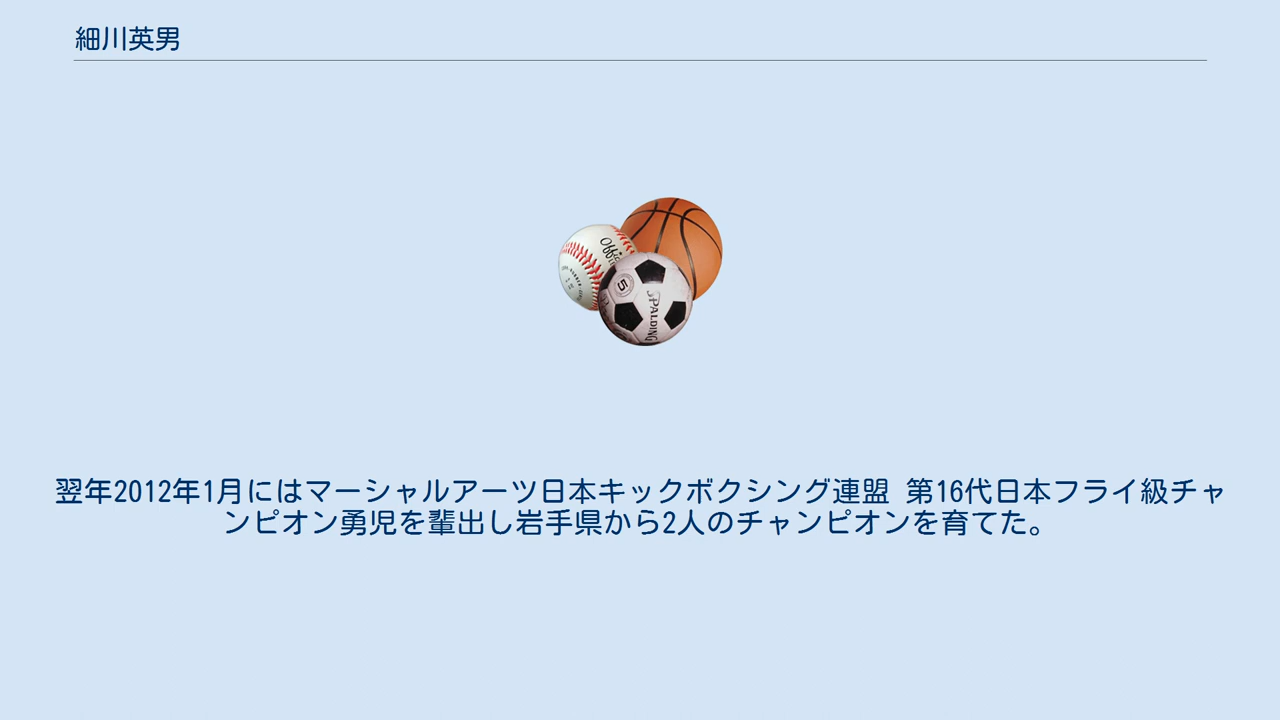 細川英男
Offici
5
SPALDING
翌年2012年1月にはマーシャルアーツ日本キックボクシング連盟 第16代日本フライ級チャ
ンピオン勇児を輩出し岩手県から2人のチャンピオンを育てた。